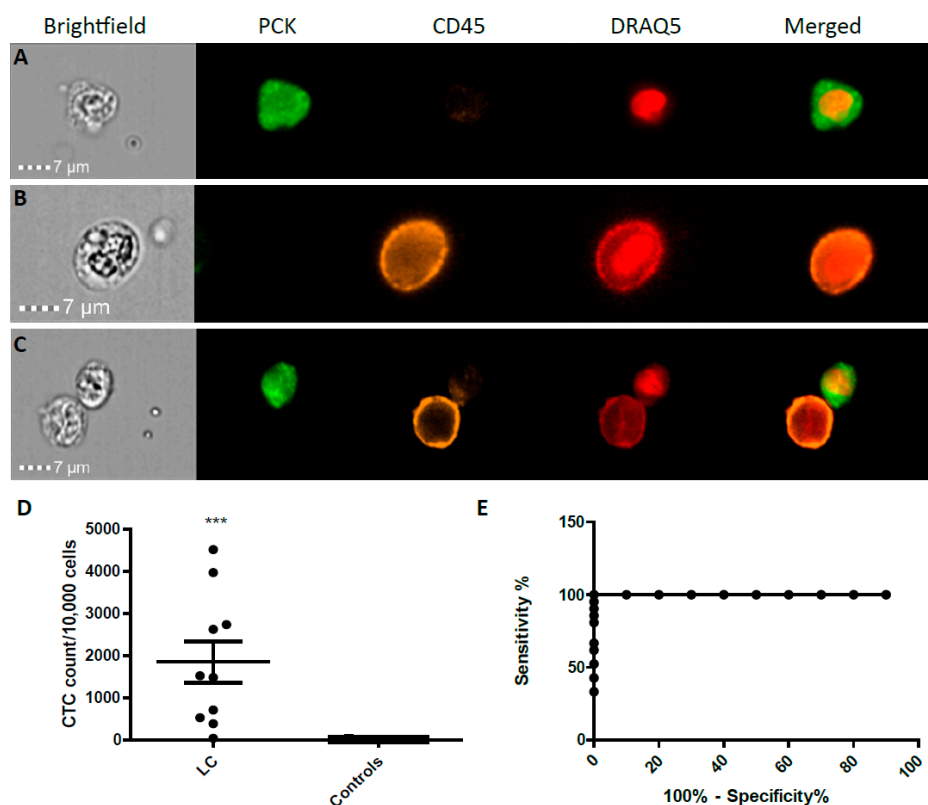 Brightfield PCK CD45 DRAQ5 Merged
A
7 µm
B
7 µm
C
7 µm
D
***
CTC count/10,000 cells
5000
4000
3000
2000
1000
0
LC Controls
E
Sensitivity %
150
100
50
0
0 20 40 60 80 100
100% - Specificity%